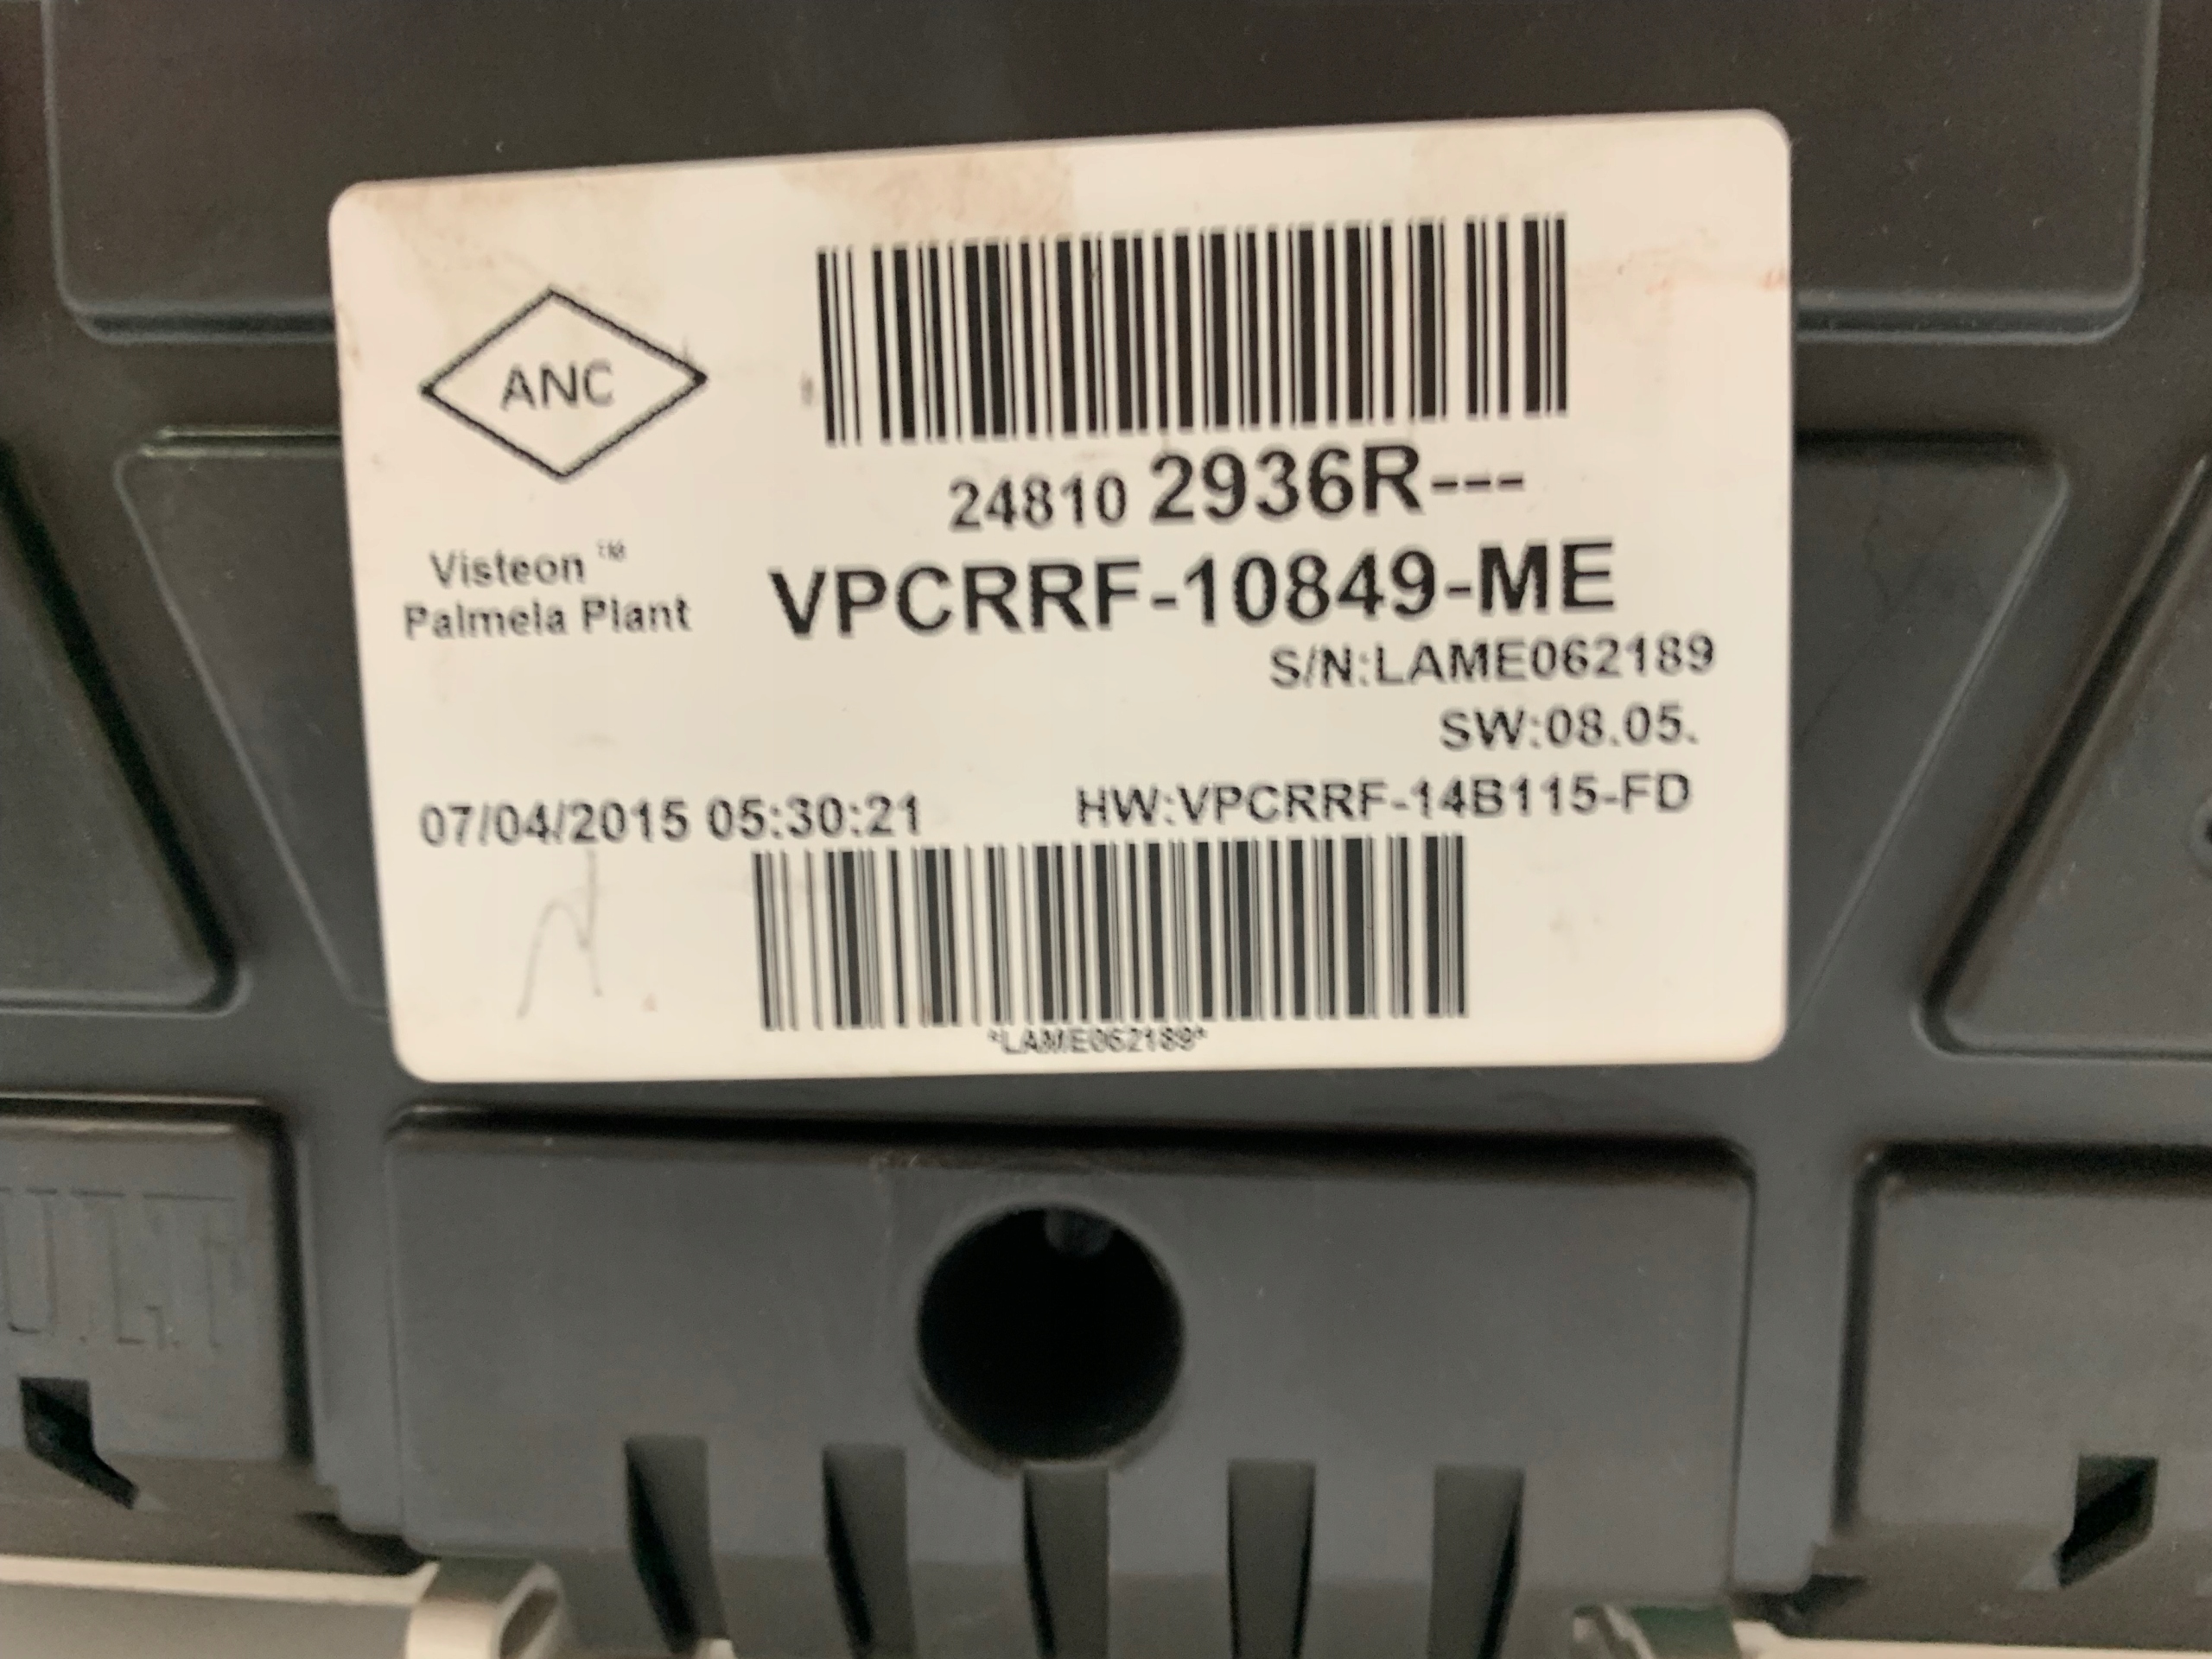 ANC
24810 2936R---
Visteon ™
Palmela Plant
VPCRRF-10849-ME
S/N:LAME062189
SW:08.05.
07/04/2015 05:30:21 HW:VPCRRF-14B115-FD
*LAME062189*